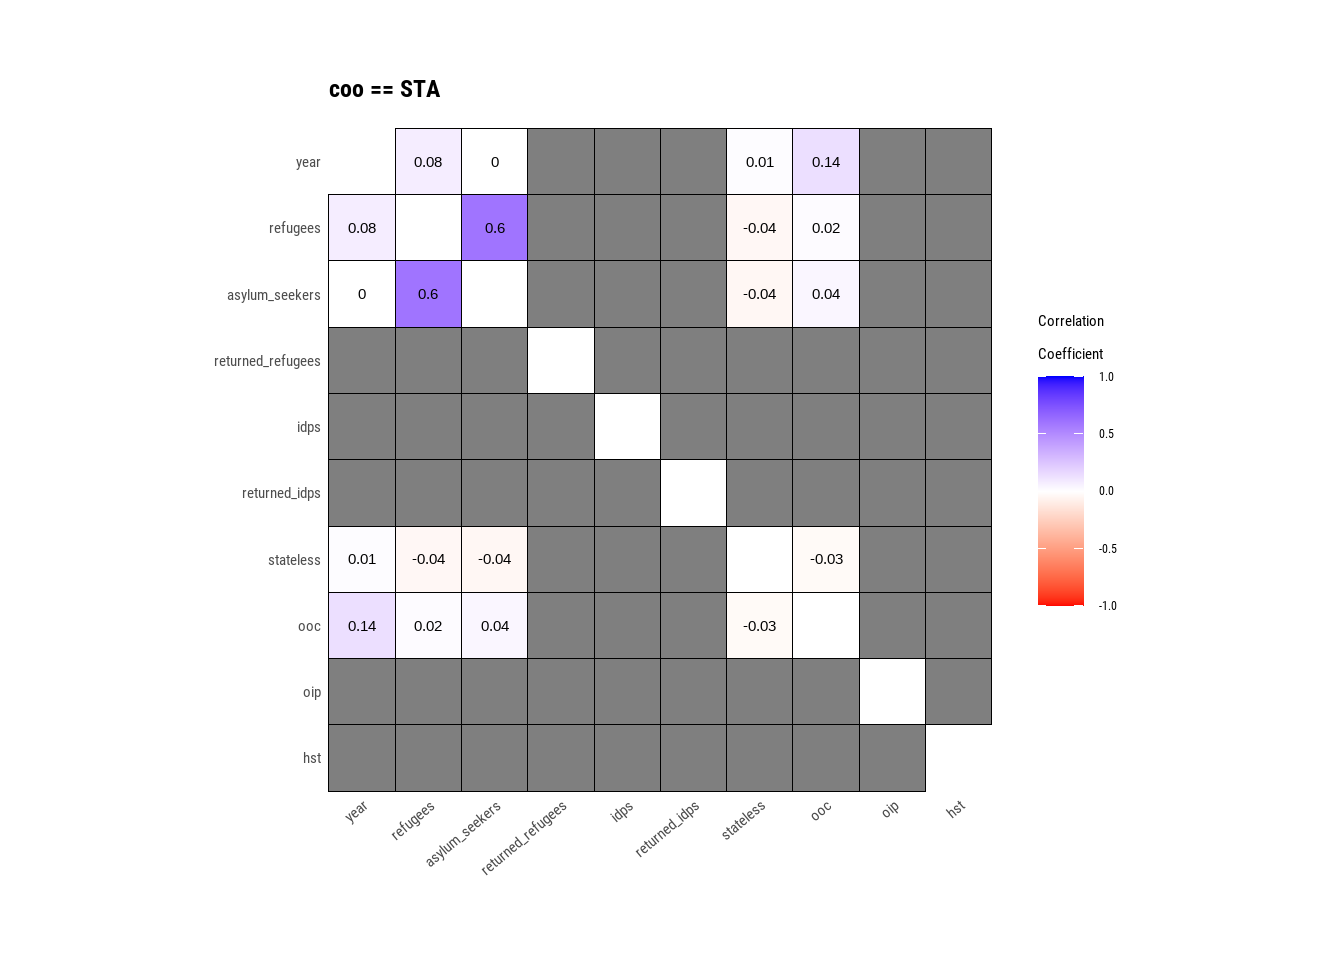 coo == STA
year 0.08 0 0.01 0.14
refugees 0.08 0.6 -0.04 0.02
asylum_seekers 0 0.6 -0.04 0.04
returned_refugees
idps
returned_idps
stateless 0.01 -0.04 -0.04 -0.03
ooc 0.14 0.02 0.04 -0.03
oip
hst
year refugees asylum_seekers returned_refugees idps returned_idps stateless ooc oip hst
Correlation
Coefficient
1.0
0.5
0.0
-0.5
-1.0